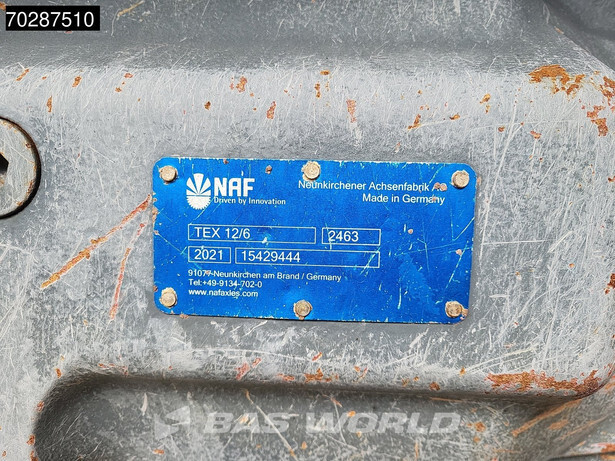 70287510
NAF
Driven by Innovation
Neunkirchener Achsenfabrik AG
Made in Germany
TEX 12/6 2463
2021 15429444
91077-Neunkirchen am Brand / Germany
Tel:+49-9134-702-0
www.nafaxles.com
BAS WORLD